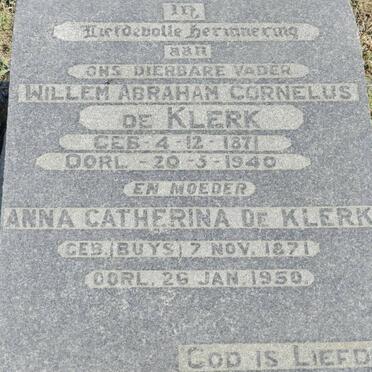 In
Liefdevolle Herinnering
aan
ONS DIERBARE VADER
WILLEM ABRAHAM CORNELUS
DE KLERK
GEB. 4-12-1871
OORL. -20-5-1940
EN MOEDER
ANNA CATHERINA DE KLERK
GEB. (BUYS) 7 NOV. 1871
OORL. 26 JAN. 1950.
GOD IS LIEFD